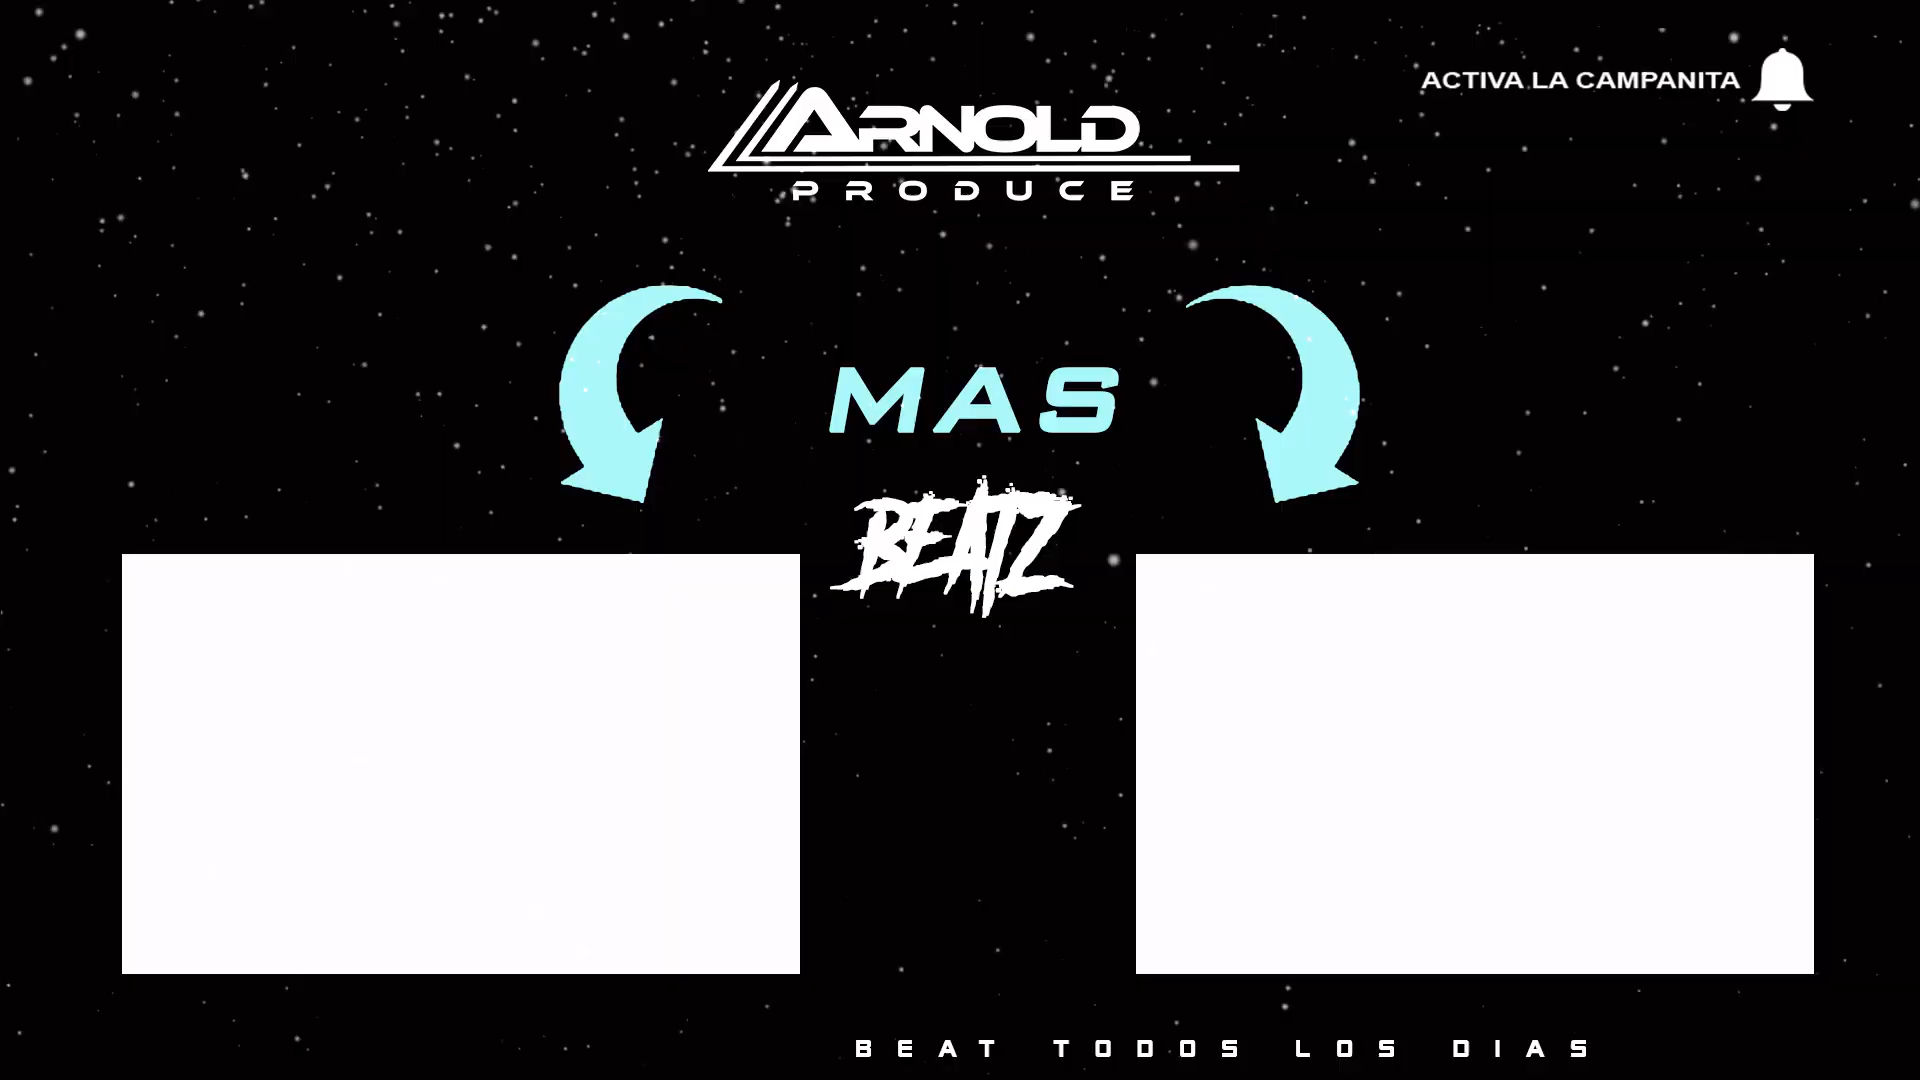 ACTIVA LA CAMPANITA
ARNOLD
PRODUCE
MAS
BEATZ
BEAT TODOS LOS DIAS